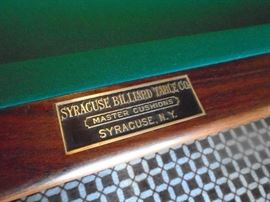 SYRACUSE BILLIARD TABLE CO.
MASTER CUSHIONS
SYRACUSE, N.Y.